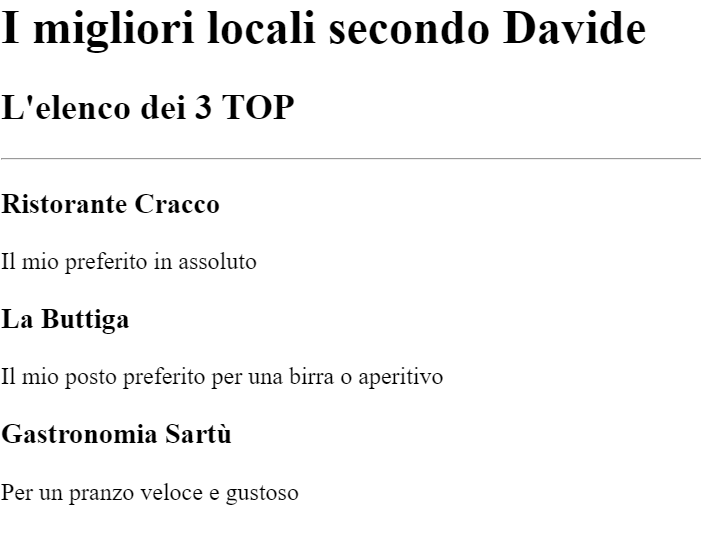 I migliori locali secondo Davide
L'elenco dei 3 TOP
Ristorante Cracco
Il mio preferito in assoluto
La Buttiga
Il mio posto preferito per una birra o aperitivo
Gastronomia Sartù
Per un pranzo veloce e gustoso